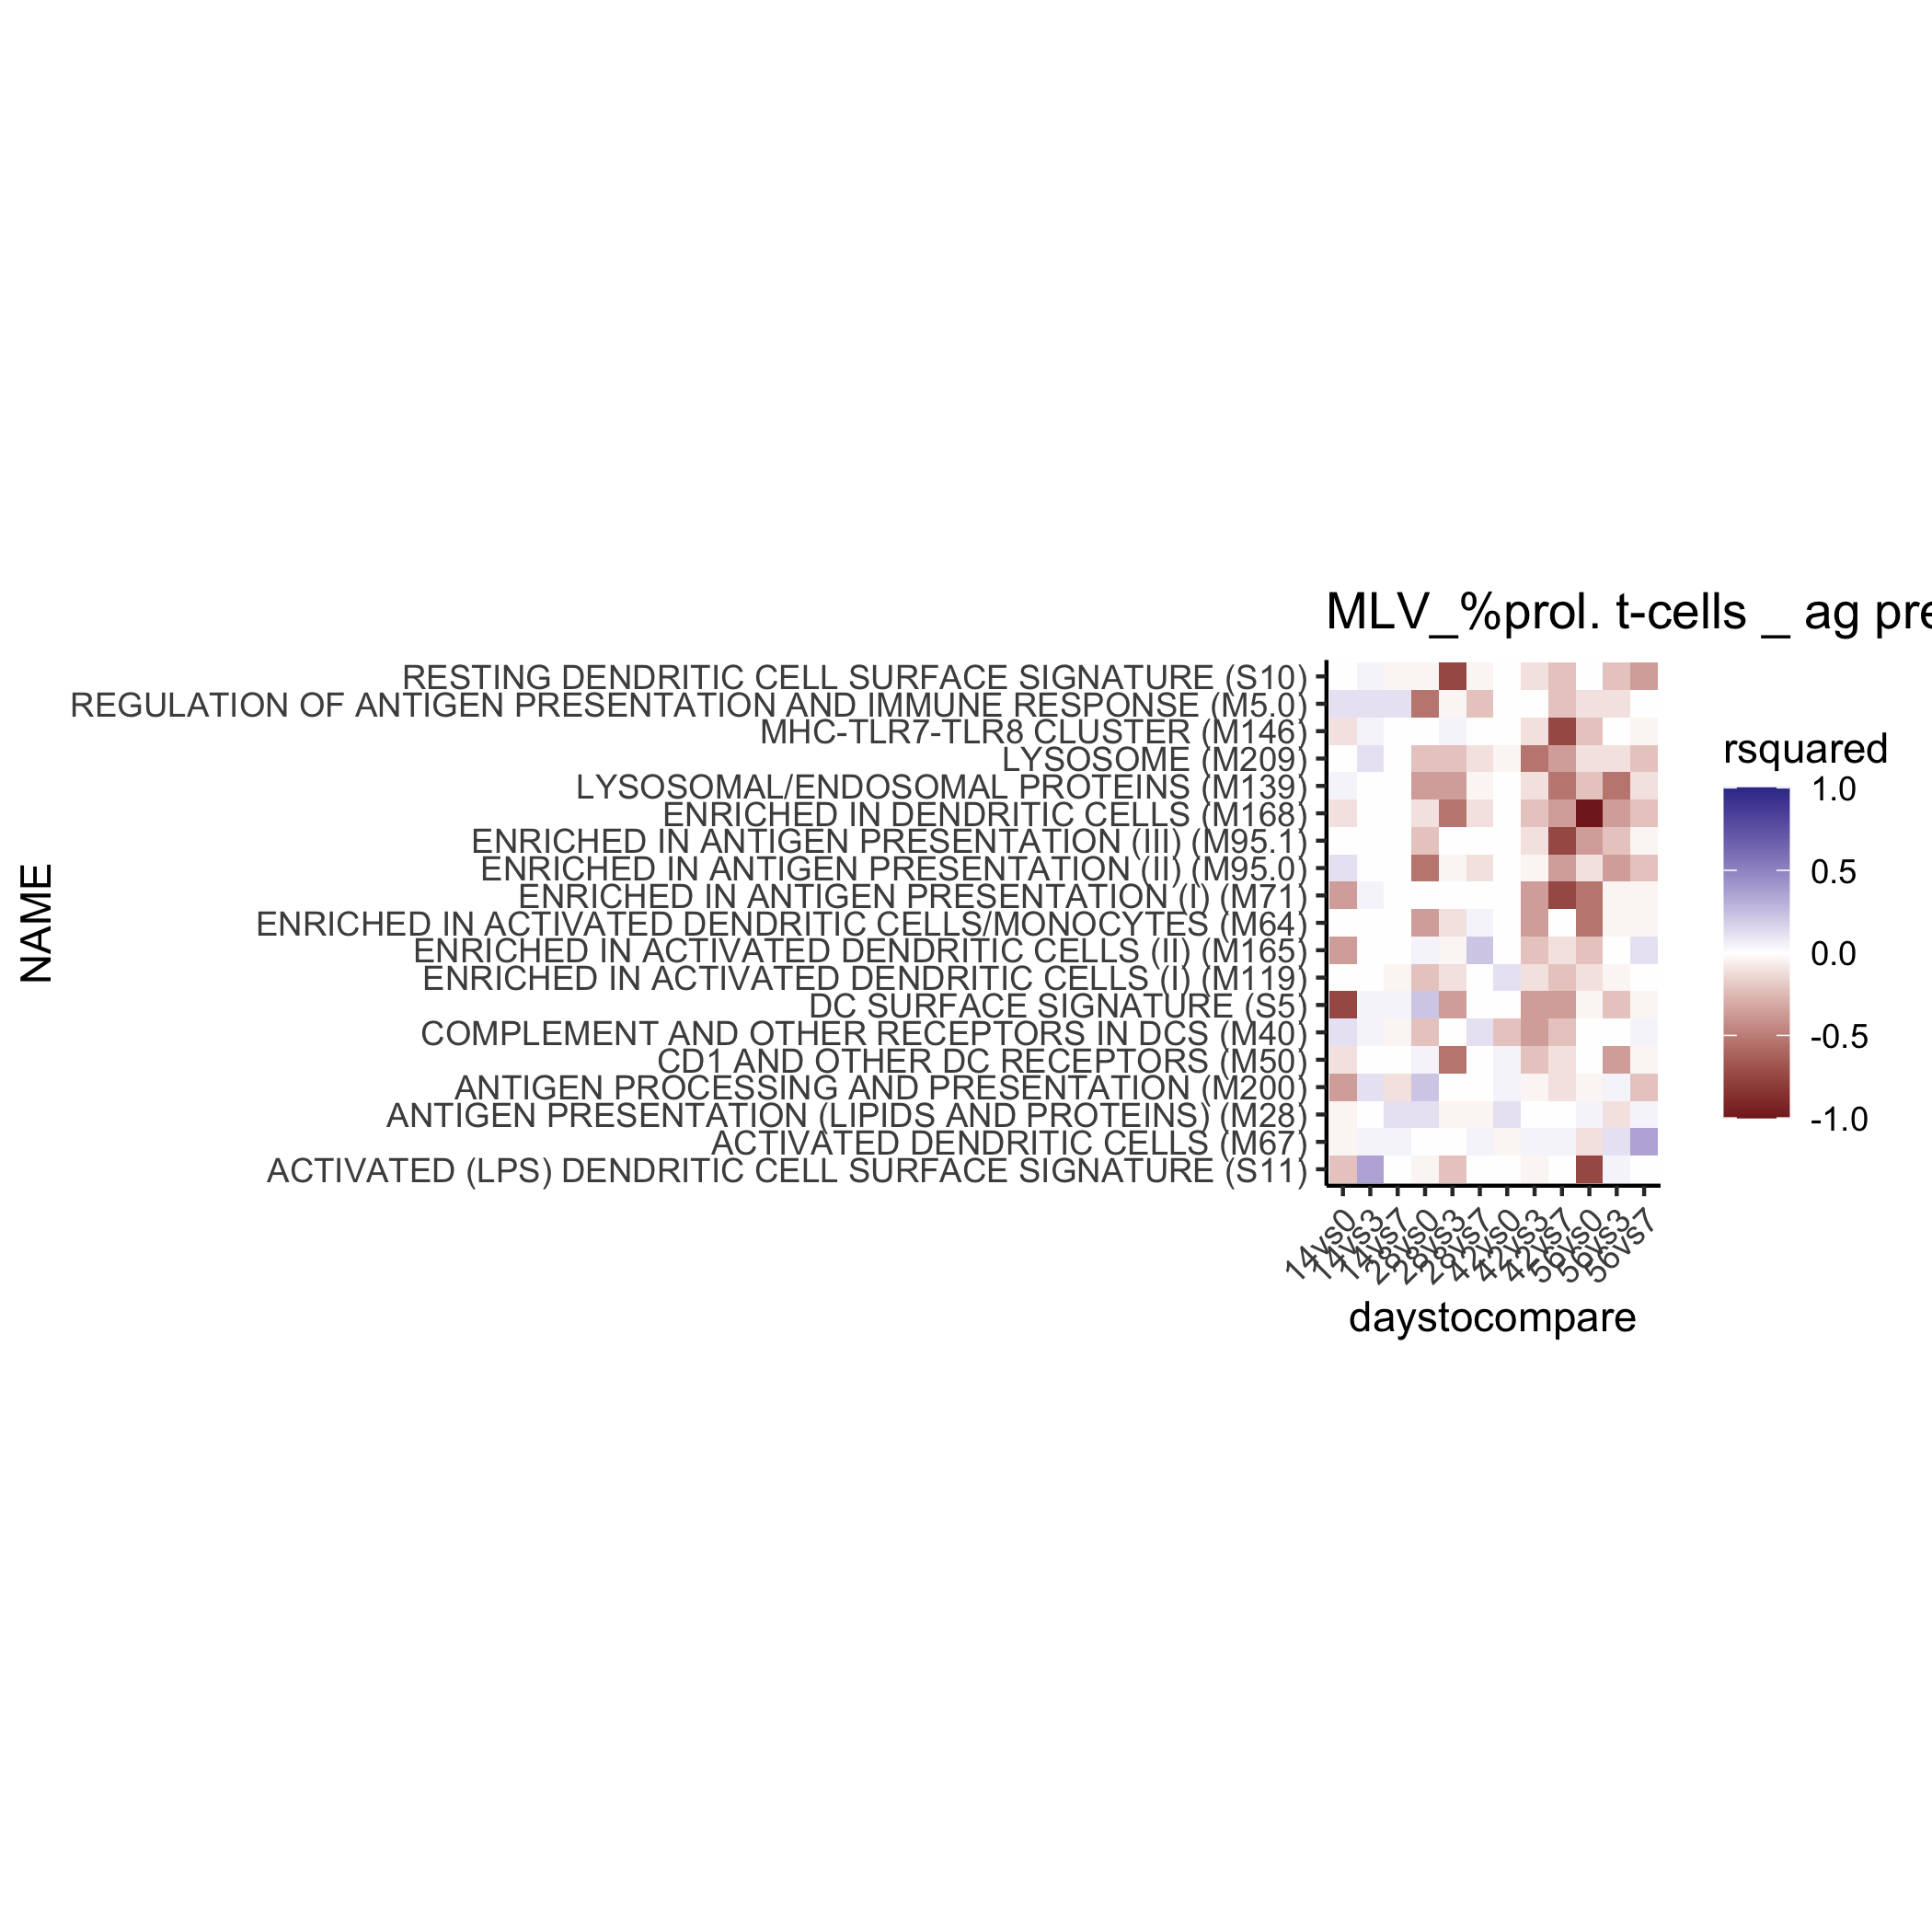 MLV_%prol. t-cells _ ag pre
NAME
RESTING DENDRITIC CELL SURFACE SIGNATURE (S10)
REGULATION OF ANTIGEN PRESENTATION AND IMMUNE RESPONSE (M5.0)
MHC-TLR7-TLR8 CLUSTER (M146)
LYSOSOME (M209)
LYSOSOMAL/ENDOSOMAL PROTEINS (M139)
ENRICHED IN DENDRITIC CELLS (M168)
ENRICHED IN ANTIGEN PRESENTATION (III) (M95.1)
ENRICHED IN ANTIGEN PRESENTATION (II) (M95.0)
ENRICHED IN ANTIGEN PRESENTATION (I) (M71)
ENRICHED IN ACTIVATED DENDRITIC CELLS/MONOCYTES (M64)
ENRICHED IN ACTIVATED DENDRITIC CELLS (II) (M165)
ENRICHED IN ACTIVATED DENDRITIC CELLS (I) (M119)
DC SURFACE SIGNATURE (S5)
COMPLEMENT AND OTHER RECEPTORS IN DCS (M40)
CD1 AND OTHER DC RECEPTORS (M50)
ANTIGEN PROCESSING AND PRESENTATION (M200)
ANTIGEN PRESENTATION (LIPIDS AND PROTEINS) (M28)
ACTIVATED DENDRITIC CELLS (M67)
ACTIVATED (LPS) DENDRITIC CELL SURFACE SIGNATURE (S11)
14vs0
14vs3
14vs7
28vs0
28vs3
28vs7
42vs0
42vs3
42vs7
56vs0
56vs3
56vs7
daystocompare
rsquared
1.0
0.5
0.0
-0.5
-1.0